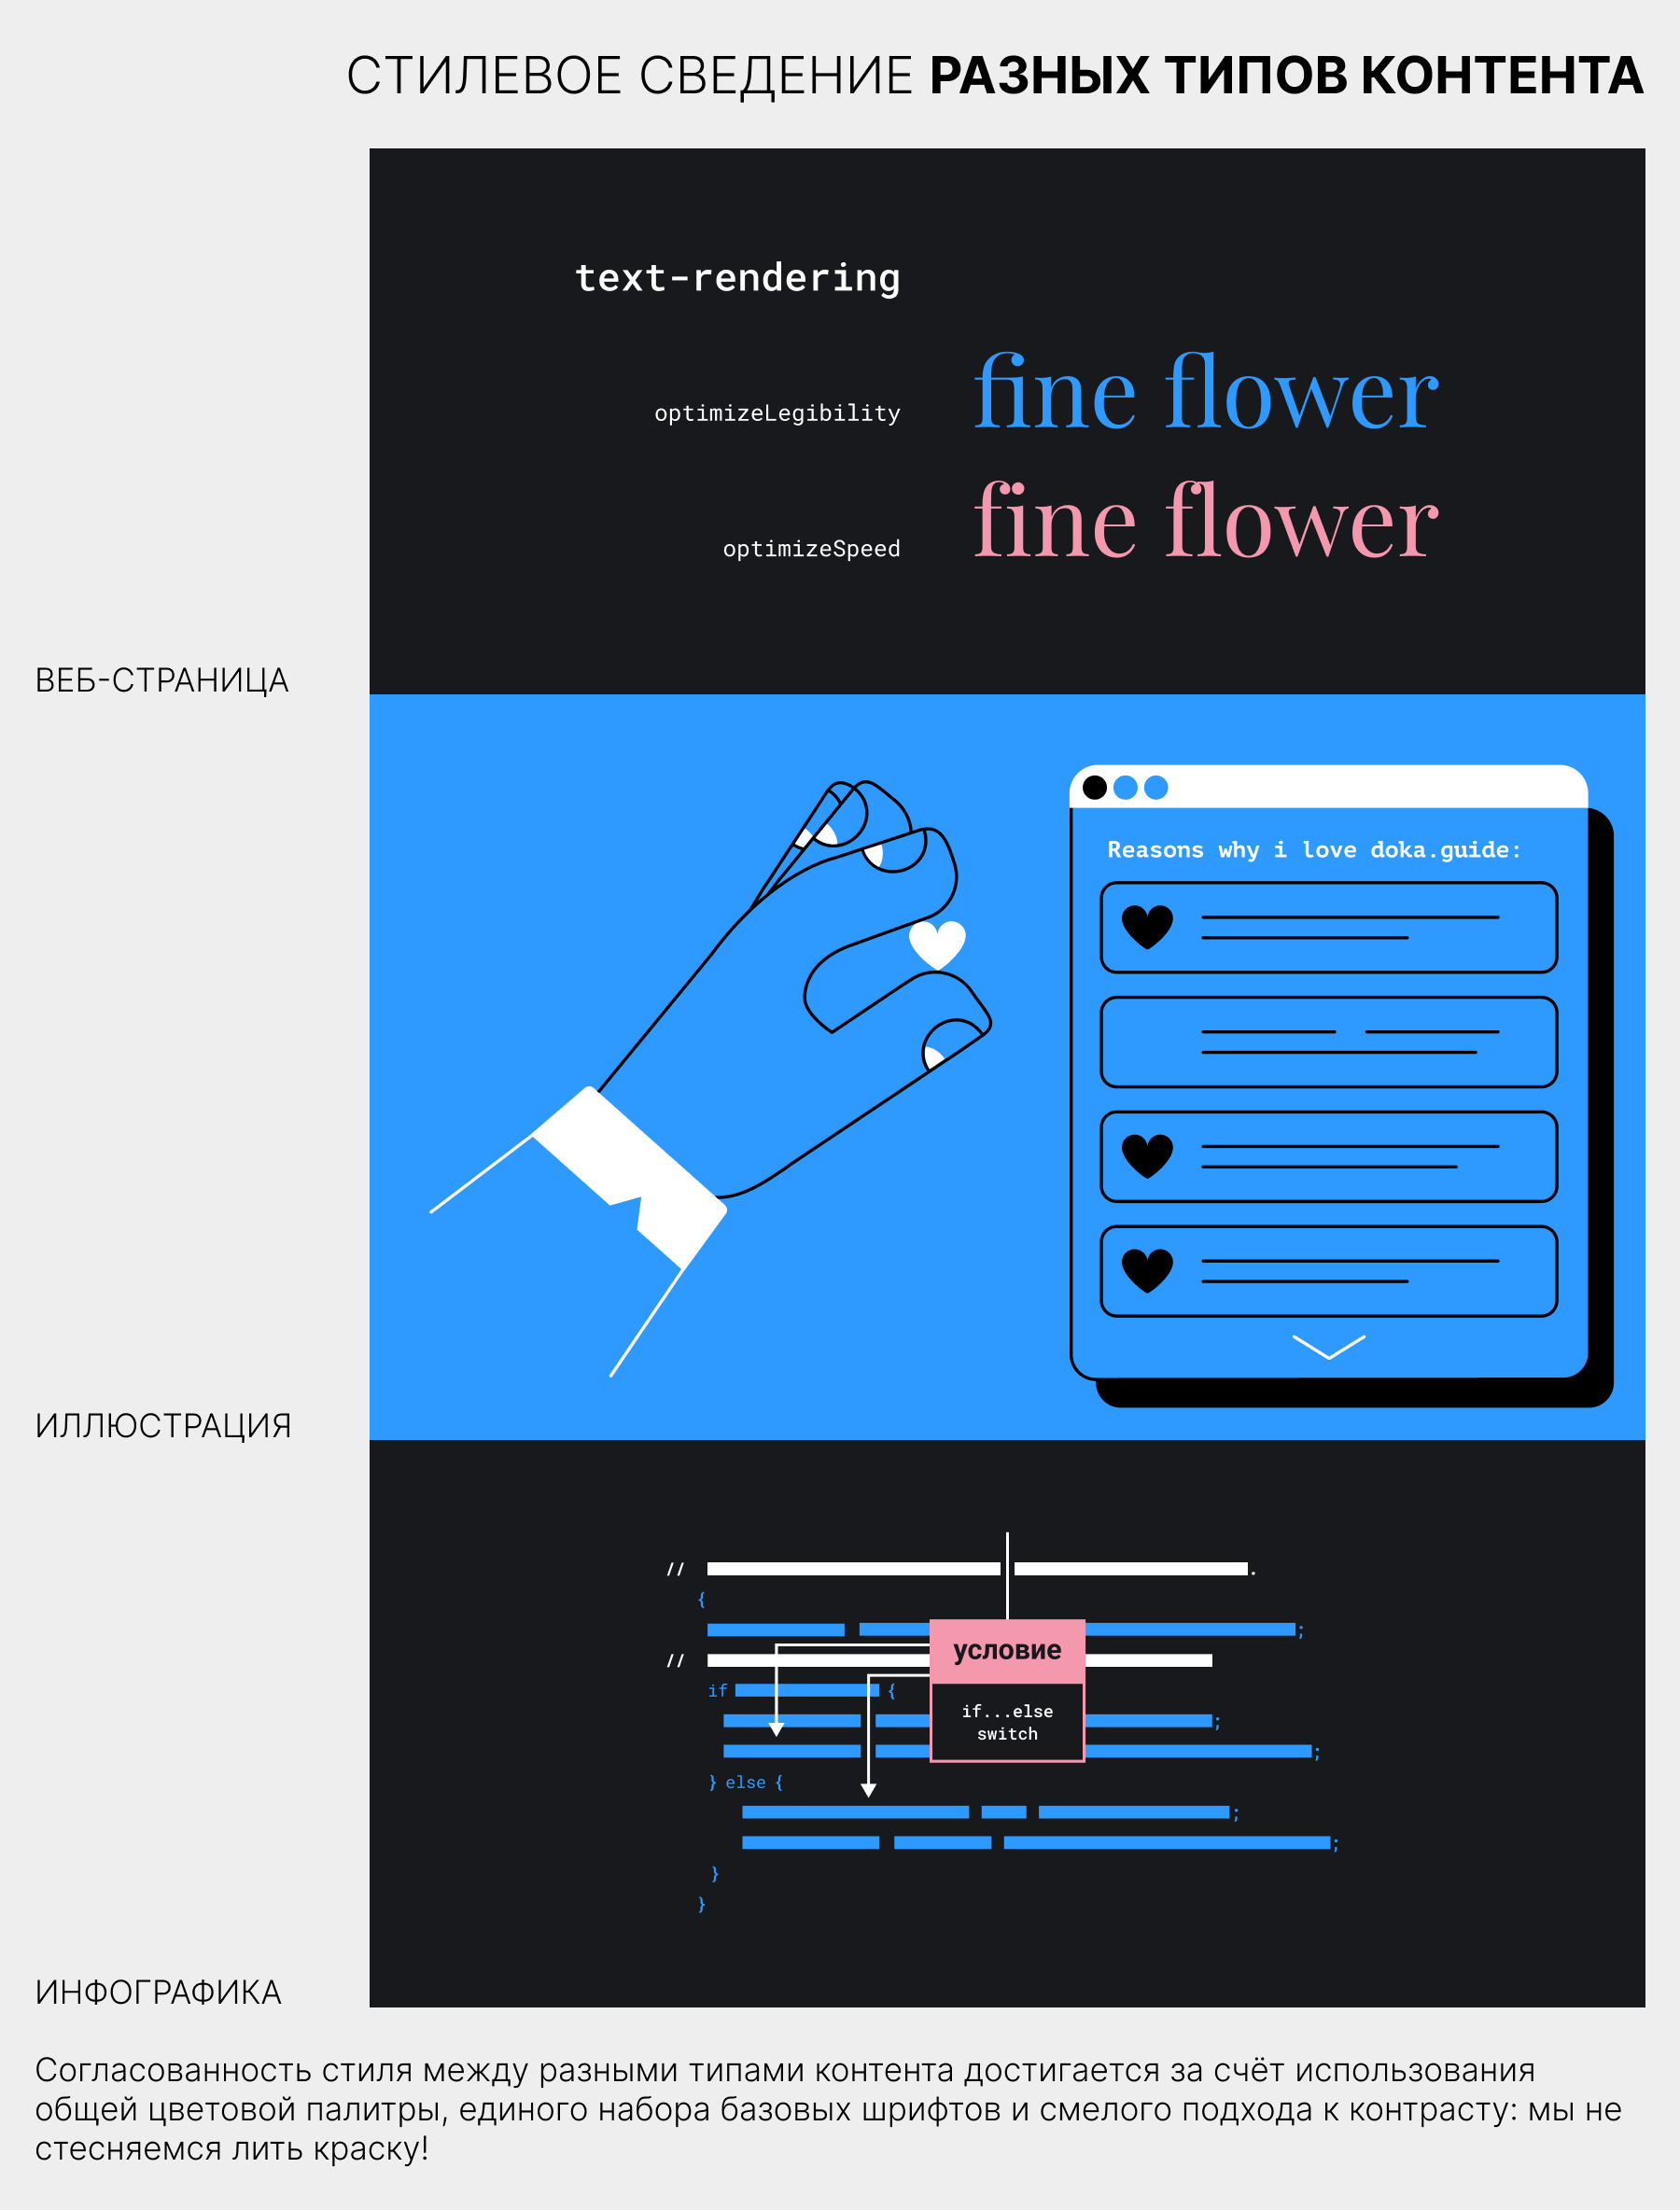 СТИЛЕВОЕ СВЕДЕНИЕ РАЗНЫХ ТИПОВ КОНТЕНТА
text-rendering
optimizeLegibility
fine flower
optimizeSpeed
fine flower
ВЕБ-СТРАНИЦА
Reasons why i love doka.guide:
ИЛЛЮСТРАЦИЯ
// .
{
;
//
условие
if {
if...else
;
switch
;
} else {
;
;
}
}
ИНФОГРАФИКА
Согласованность стиля между разными типами контента достигается за счёт использования
общей цветовой палитры, единого набора базовых шрифтов и смелого подхода к контрасту: мы не
стесняемся лить краску!